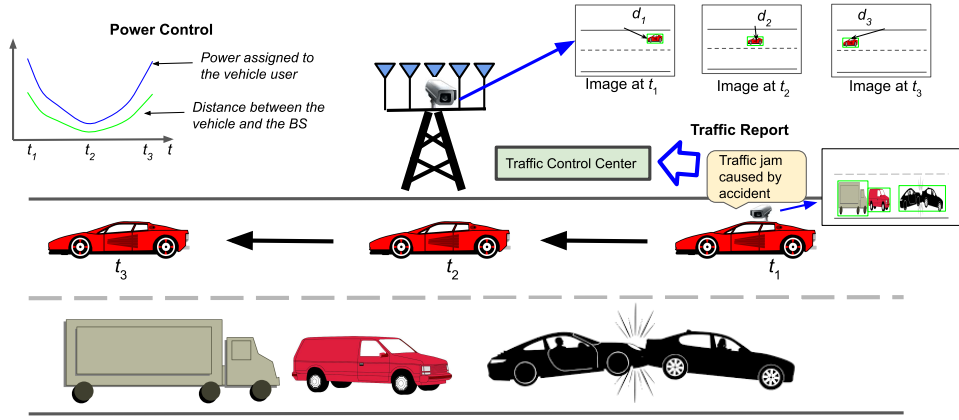 Power Control
Power assigned to
the vehicle user
Distance between the
vehicle and the BS
t1
t2
t3
t
d1
d2
d3
Image at t1
Image at t2
Image at t3
Traffic Report
Traffic Control Center
Traffic jam
caused by
accident
t3
t2
t1